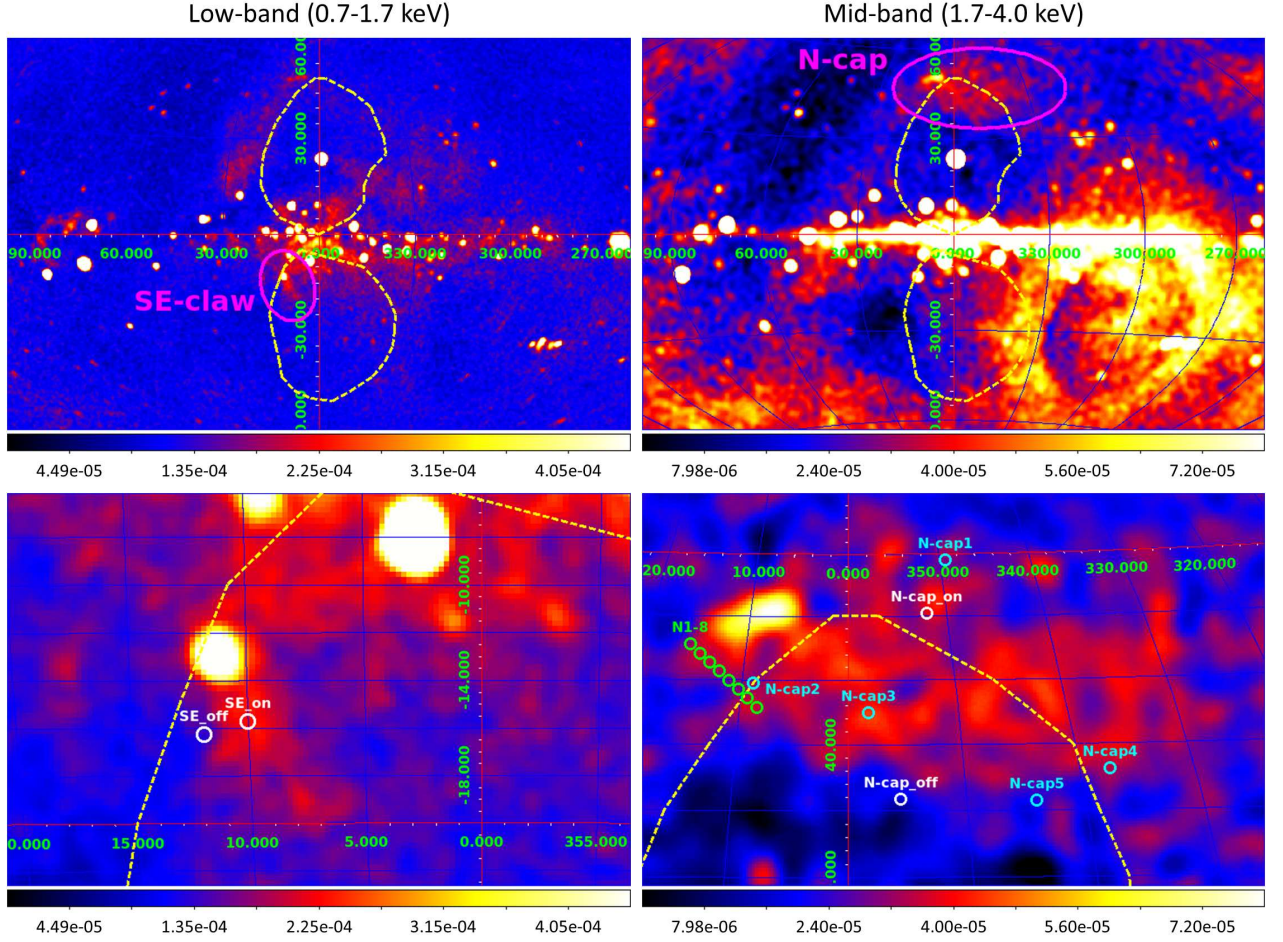 Low-band (0.7-1.7 keV)
Mid-band (1.7-4.0 keV)
N-cap
30.000
90.000 60.000 30.000 330.000 300.000 270.000
SE-claw
-30.000
30.000
90.000 60.000 30.000 0.000 330.000 300.000 270.000
-30.000
4.49e-05 1.35e-04 2.25e-04 3.15e-04 4.05e-04
7.98e-06 2.40e-05 4.00e-05 5.60e-05 7.20e-05
-10.000
-14.000
SE_on
SE_off
-18.000
15.000 10.000 5.000 0.000 355.000
N-cap1
20.000 10.000 0.000 350.000 340.000 330.000 320.000
N-cap_on
N1-8
N-cap2 N-cap3
40.000
N-cap4
N-cap_off N-cap5
4.49e-05 1.35e-04 2.25e-04 3.15e-04 4.05e-04
7.98e-06 2.40e-05 4.00e-05 5.60e-05 7.20e-05